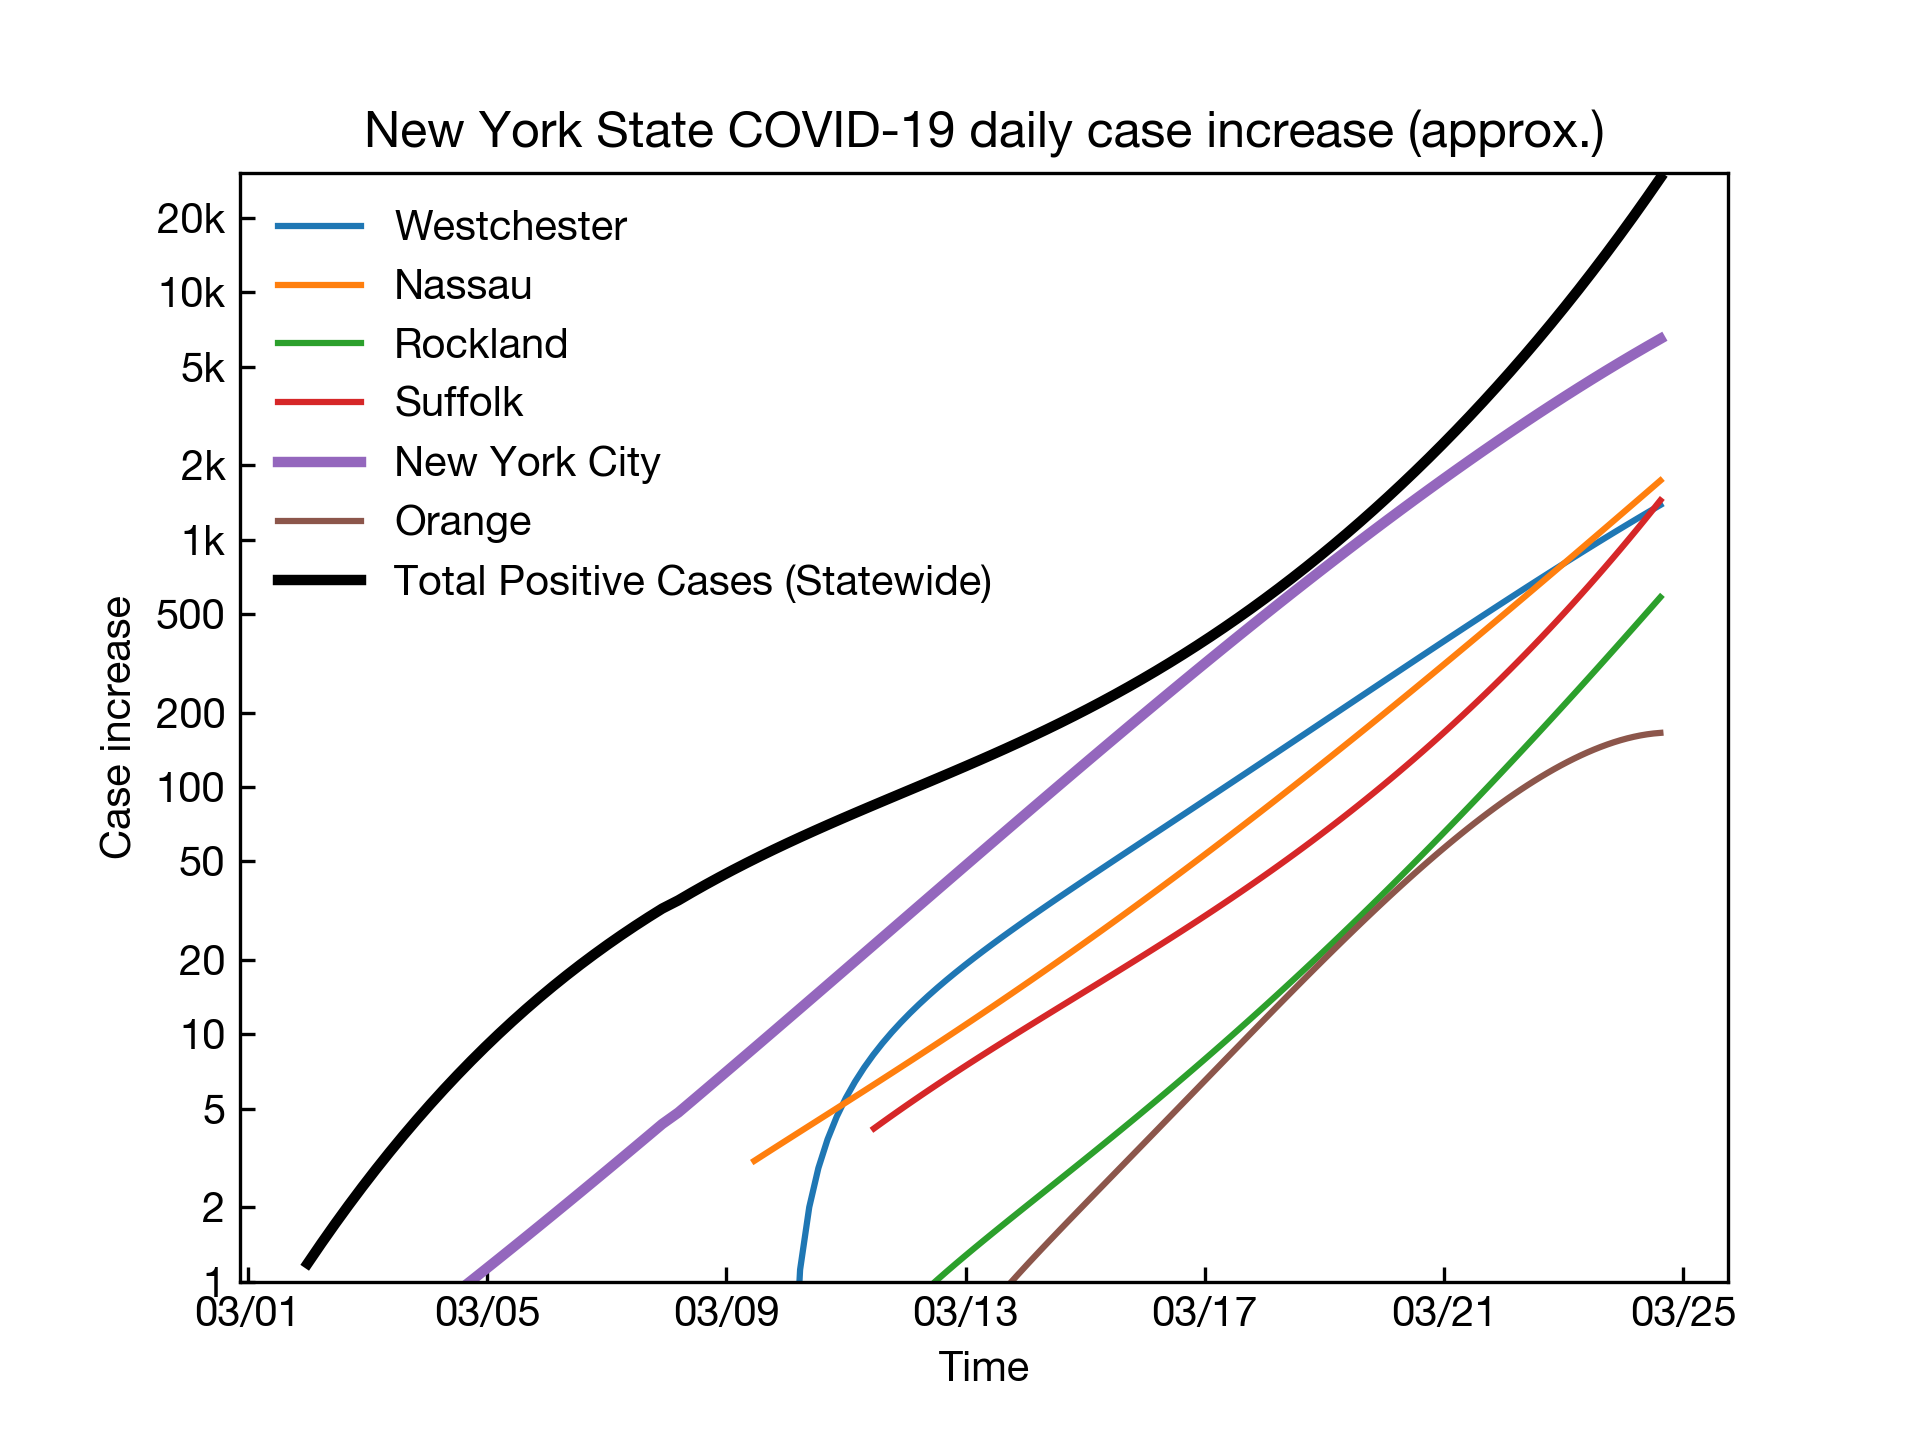 New York State COVID-19 daily case increase (approx.)
Westchester
Nassau
Rockland
Suffolk
New York City
Orange
Total Positive Cases (Statewide)
20k
10k
5k
2k
1k
500
200
100
50
20
10
5
2
1
Case increase
03/01 03/05 03/09 03/13 03/17 03/21 03/25
Time